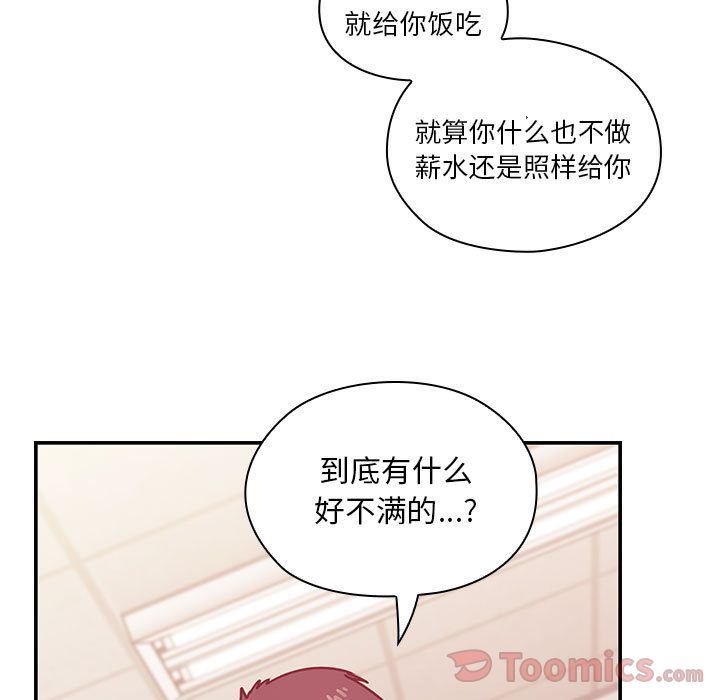 就给你饭吃
就算你什么也不做
薪水还是照样给你
到底有什么
好不满的...?
Toomics.com